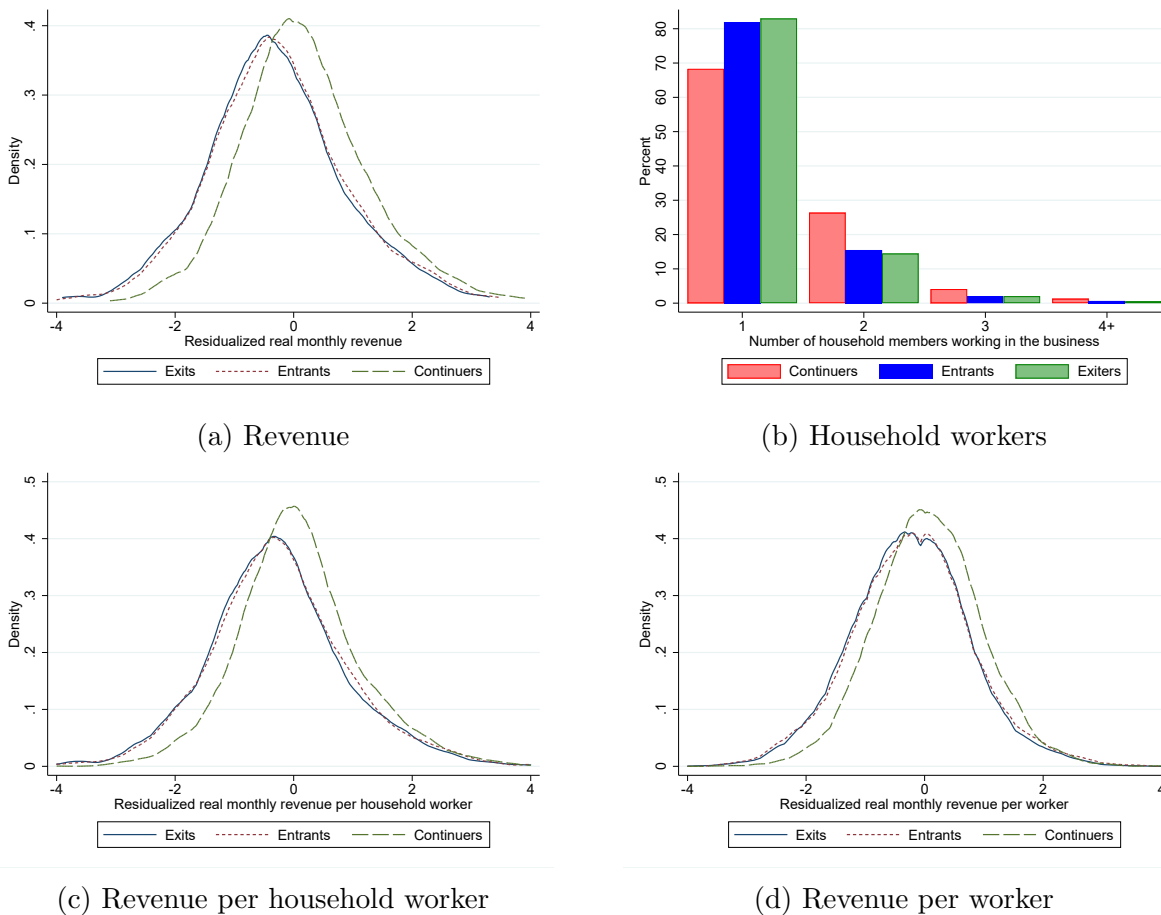 Density
0
.1
.2
.3
.4
-4 -2 0 2 4
Residualized real monthly revenue
Exits Entrants Continuers
(a) Revenue
Percent
0
10
20
30
40
50
60
70
80
1 2 3 4+
Number of household members working in the business
Continuers Entrants Exiters
(b) Household workers
Density
0
.1
.2
.3
.4
.5
-4 -2 0 2 4
Residualized real monthly revenue per household worker
Exits Entrants Continuers
(c) Revenue per household worker
Density
0
.1
.2
.3
.4
.5
-4 -2 0 2 4
Residualized real monthly revenue per worker
Exits Entrants Continuers
(d) Revenue per worker